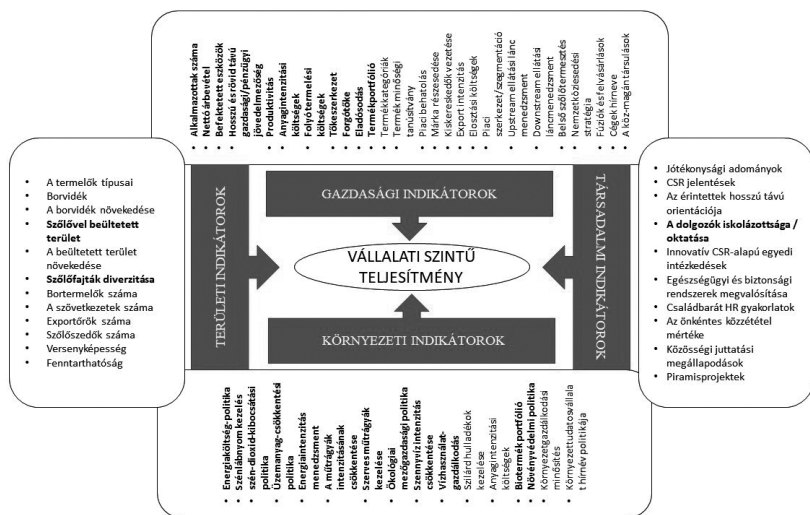 Alkalmazottak száma
Nettó árbevétel
Befektetett eszközök
Hosszú és rövid távú
gazdasági/pénzügyi
jövedelmezőség
Produktivitás
Anyagintenzitási
költségek
Folyó termelési
költségek
Tőkeszerkezet
Forgótőke
Eladósodás
Termékportfólió
Termékkategóriák
Termék minőségi
tanúsítvány
Piaci behatolás
Márka részesedése
Kiskereskedők vezetése
Export intenzitás
Elosztási költségek
Piaci
szerkezet/szegmentáció
Upstream ellátási lánc
menedzsment
Downstream ellátási
láncmenedzsment
Belső szőlőtermesztés
Nemzetköziesedési
stratégia
Fúziók és felvásárlások
Cégek hírneve
A köz-magán társulások
A termelők típusai
Borvidék
A borvidék növekedése
Szőlővel beültetett
terület
A beültetett terület
növekedése
Szőlőfajták diverzitása
Bortermelők száma
A szövetkezetek száma
Exportőrök száma
Szőlőszedők száma
Versenyképesség
Fenntarthatóság
TERÜLETI INDIKÁTOROK
GAZDASÁGI INDIKÁTOROK
VÁLLALATI SZINTŰ
TELJESÍTMÉNY
KÖRNYEZETI INDIKÁTOROK
TÁRSADALMI INDIKÁTOROK
Jótékonysági adományok
CSR jelentések
Az érintettek hosszú távú
orientációja
A dolgozók iskolázottsága /
oktatása
Innovatív CSR-alapú egyedi
intézkedések
Egészségügyi és biztonsági
rendszerek megvalósítása
Családbarát HR gyakorlatok
Az önkéntes közzététel
mértéke
Közösségi juttatási
megállapodások
Piramisprojektek
Energiaköltség-politika
Szénlábnyom kezelés
szén-dioxid-kibocsátási
politika
Üzemanyag-csökkentési
politika
Energiaintenzitás
menedzsment
A műtrágyák
intenzitásának
csökkentése
Szerves műtrágyák
kezelése
Ökológiai
mezőgazdasági politika
Szennyvíz intenzitás
csökkentése
Vízhasználat-
gazdálkodás
Szilárd hulladékok
kezelése
Anyagintenzitási
költségek
Biotermék portfólió
Növényvédelmi politika
Környezetgazdálkodási
minősítés
Környezettudatos vállala
t hírnév politikája